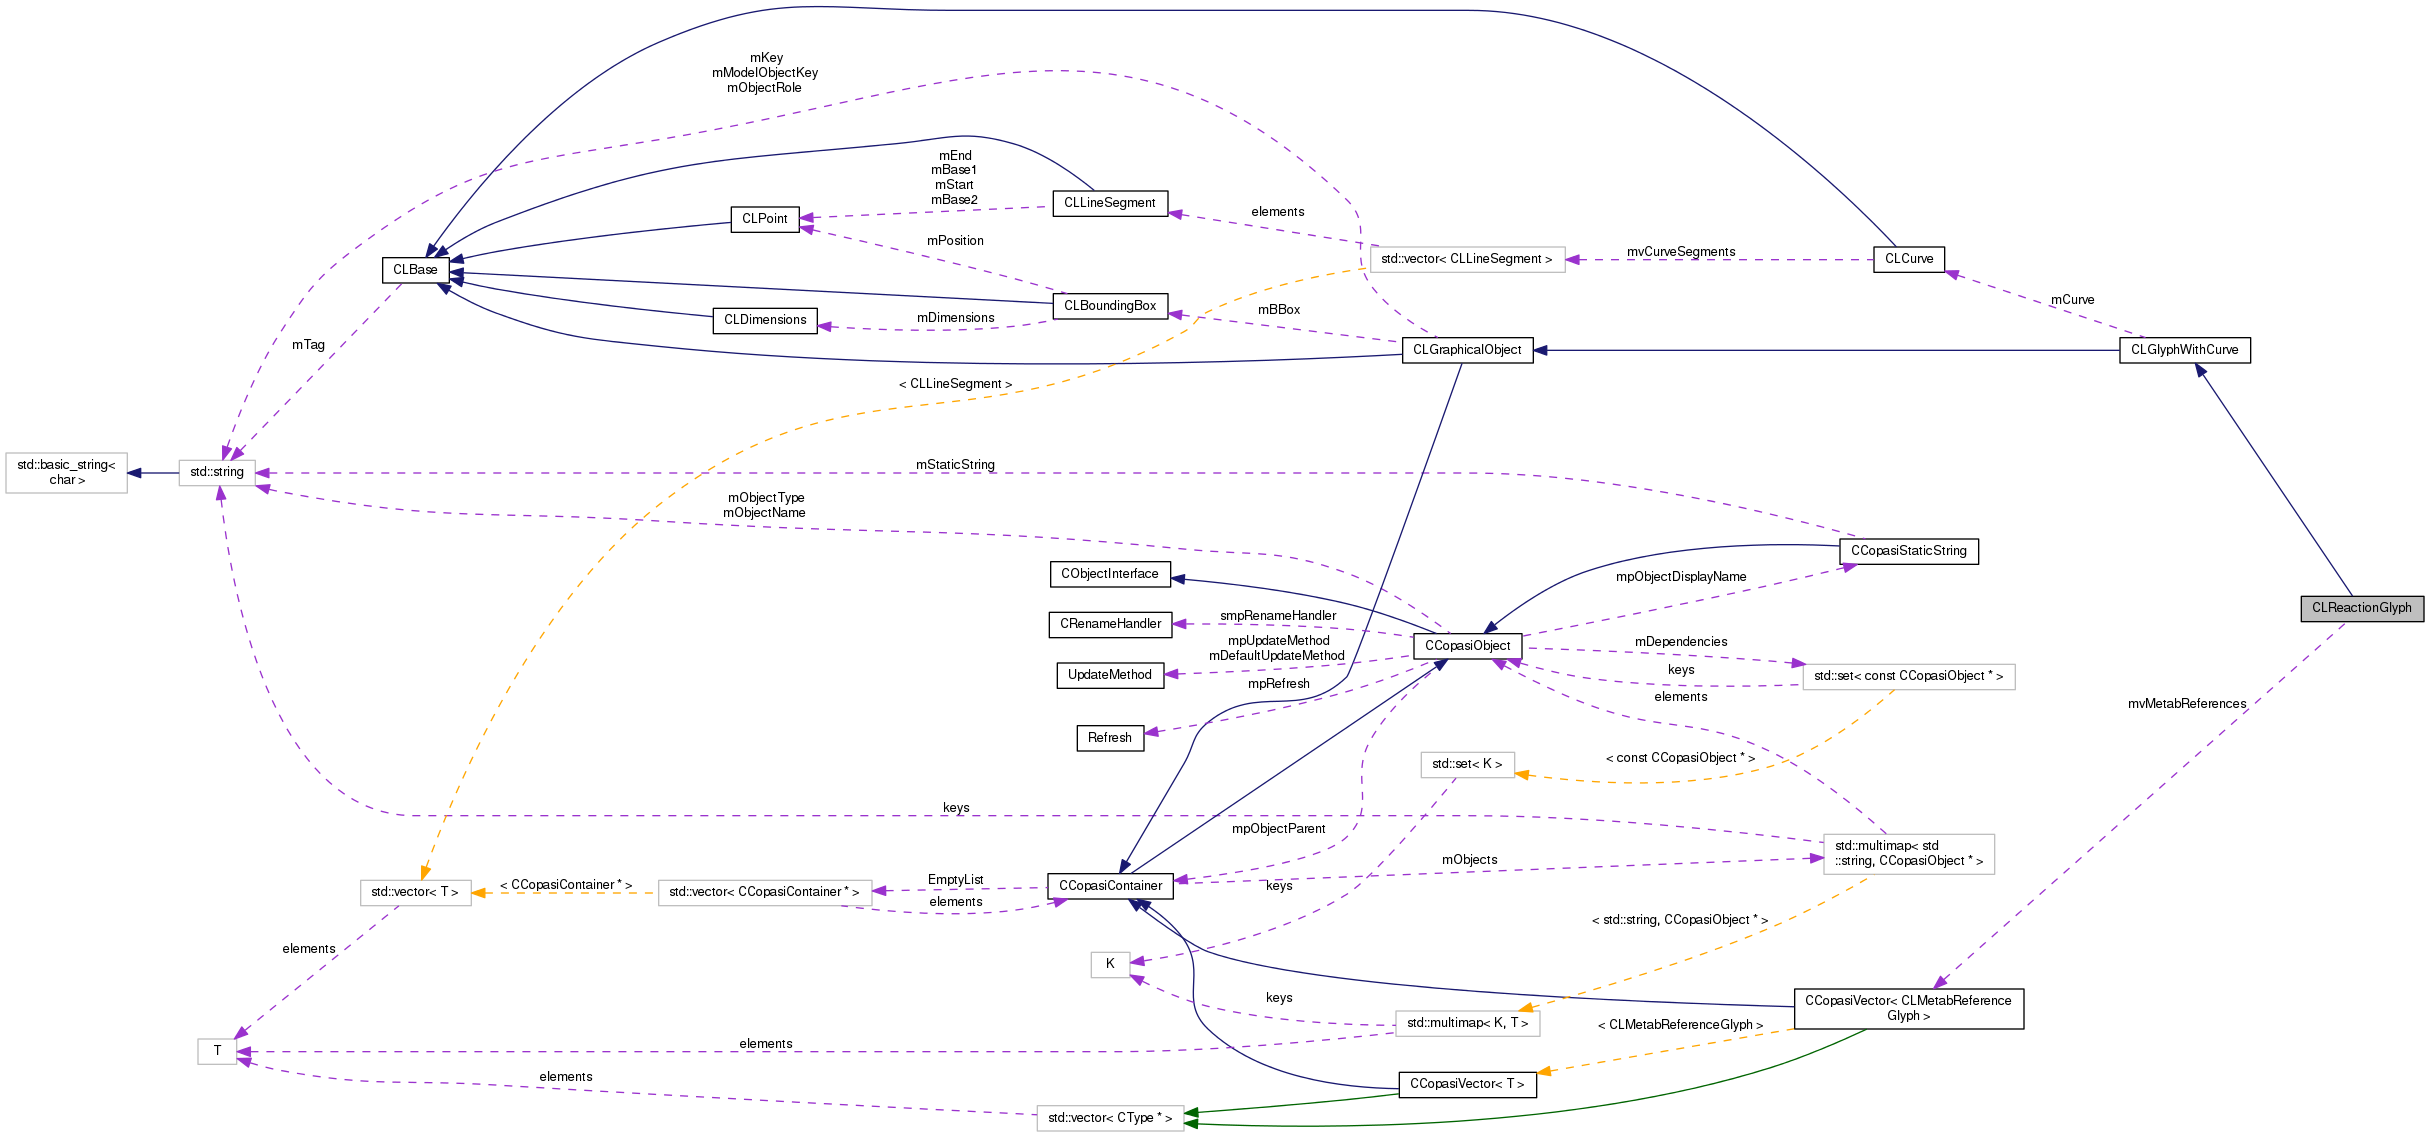 mKey
mModelObjectKey
mObjectRole
mEnd
mBase1
mStart
mBase2
CLLineSegment
CLPoint
elements
mPosition
mvCurveSegments
std::vector< CLLineSegment >
CLCurve
CLBase
CLBoundingBox
mCurve
mBBox
mDimensions
CLDimensions
mTag
CLGraphicalObject
CLGlyphWithCurve
< CLLineSegment >
std::basic_string<
char >
std::string
mStaticString
mObjectType
mObjectName
CCopasiStaticString
CObjectInterface
mpObjectDisplayName
CLReactionGlyph
smpRenameHandler
CRenameHandler
mpUpdateMethod
mDefaultUpdateMethod
CCopasiObject
mDependencies
UpdateMethod
keys
std::set< const CCopasiObject * >
mpRefresh
elements
mvMetabReferences
Refresh
std::set< K >
< const CCopasiObject * >
keys
mpObjectParent
std::multimap< std
::string, CCopasiObject * >
mObjects
EmptyList
CCopasiContainer
keys
std::vector< T >
< CCopasiContainer * >
std::vector< CCopasiContainer * >
elements
< std::string, CCopasiObject * >
elements
K
keys
CCopasiVector< CLMetabReference
Glyph >
std::multimap< K, T >
< CLMetabReferenceGlyph >
T
elements
elements
CCopasiVector< T >
std::vector< CType * >